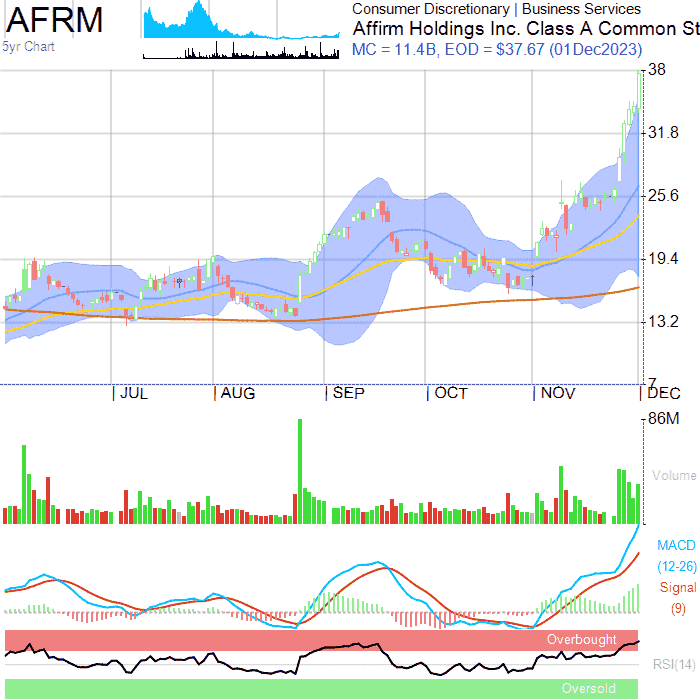 AFRM
5yr Chart
Consumer Discretionary | Business Services
Affirm Holdings Inc. Class A Common St
MC = 11.4B, EOD = $37.67 (01Dec2023)
38
31.8
25.6
19.4
13.2
7
| JUL | AUG | SEP | OCT | NOV | DEC
86M
Volume
MACD
(12-26)
Signal
(9)
Overbought
RSI(14)
Oversold